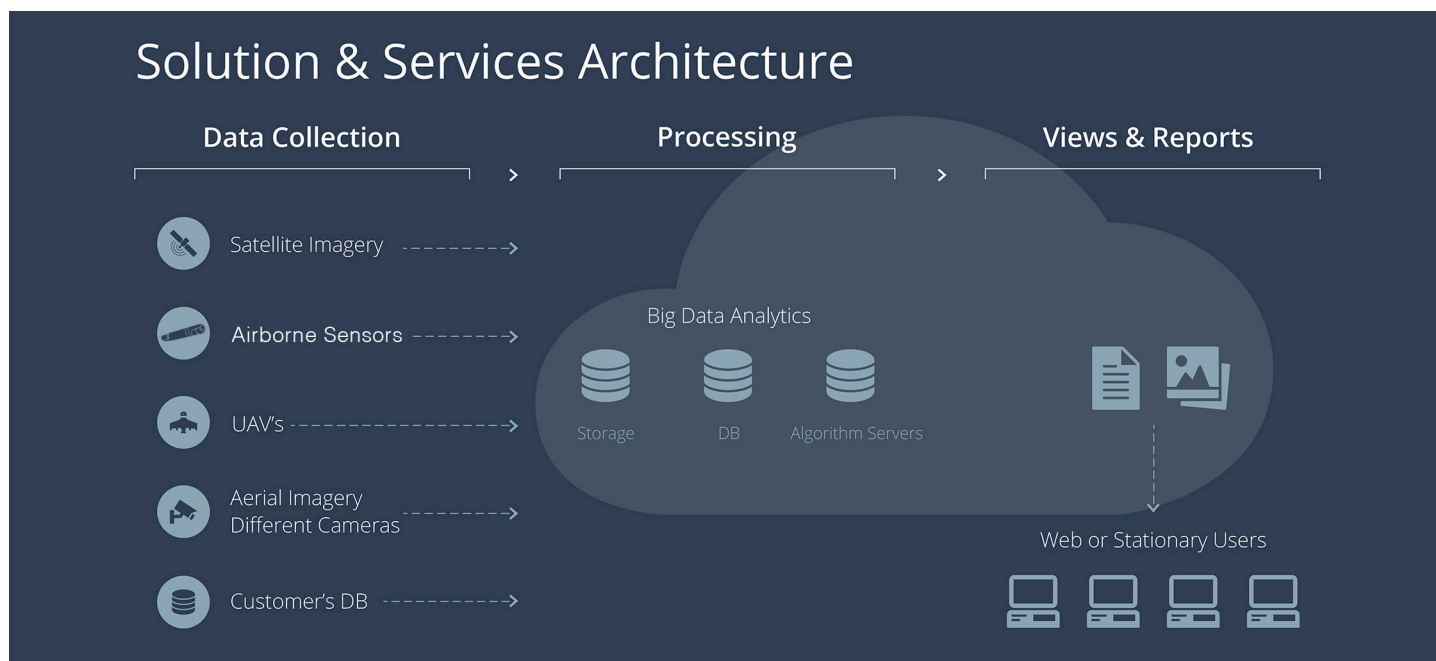 Solution & Services Architecture
Data Collection
Processing
Views & Reports
Satellite Imagery
Airborne Sensors
UAV's
Aerial Imagery
Different Cameras
Customer's DB
Big Data Analytics
Storage
DB
Algorithm Servers
Web or Stationary Users